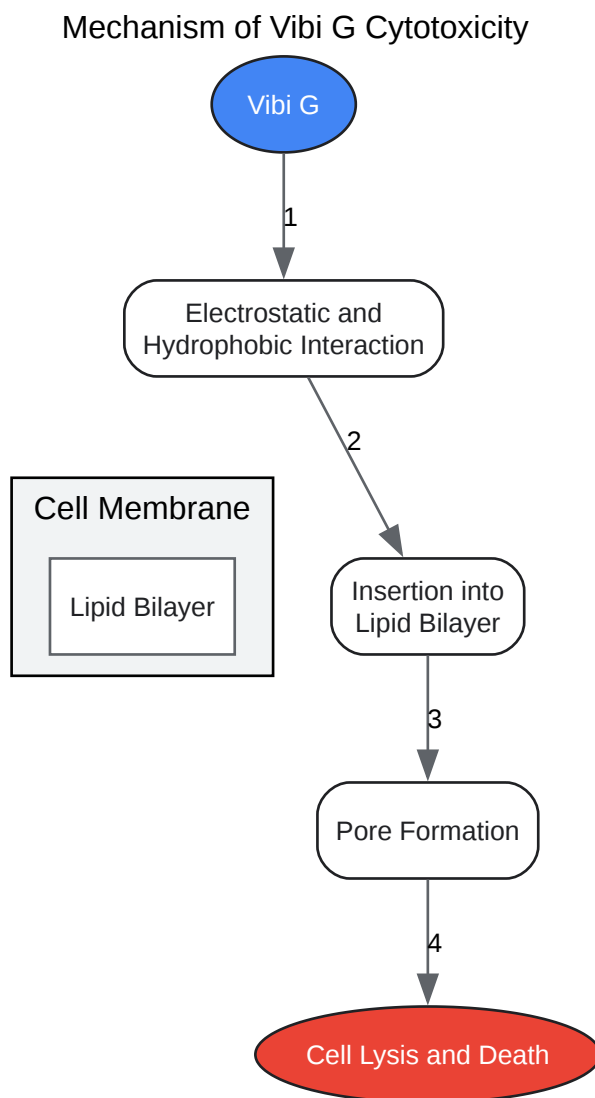 Mechanism of Vibi G Cytotoxicity
Vibi G
1
Electrostatic and
Hydrophobic Interaction
2
Cell Membrane
Lipid Bilayer
Insertion into
Lipid Bilayer
3
Pore Formation
4
Cell Lysis and Death